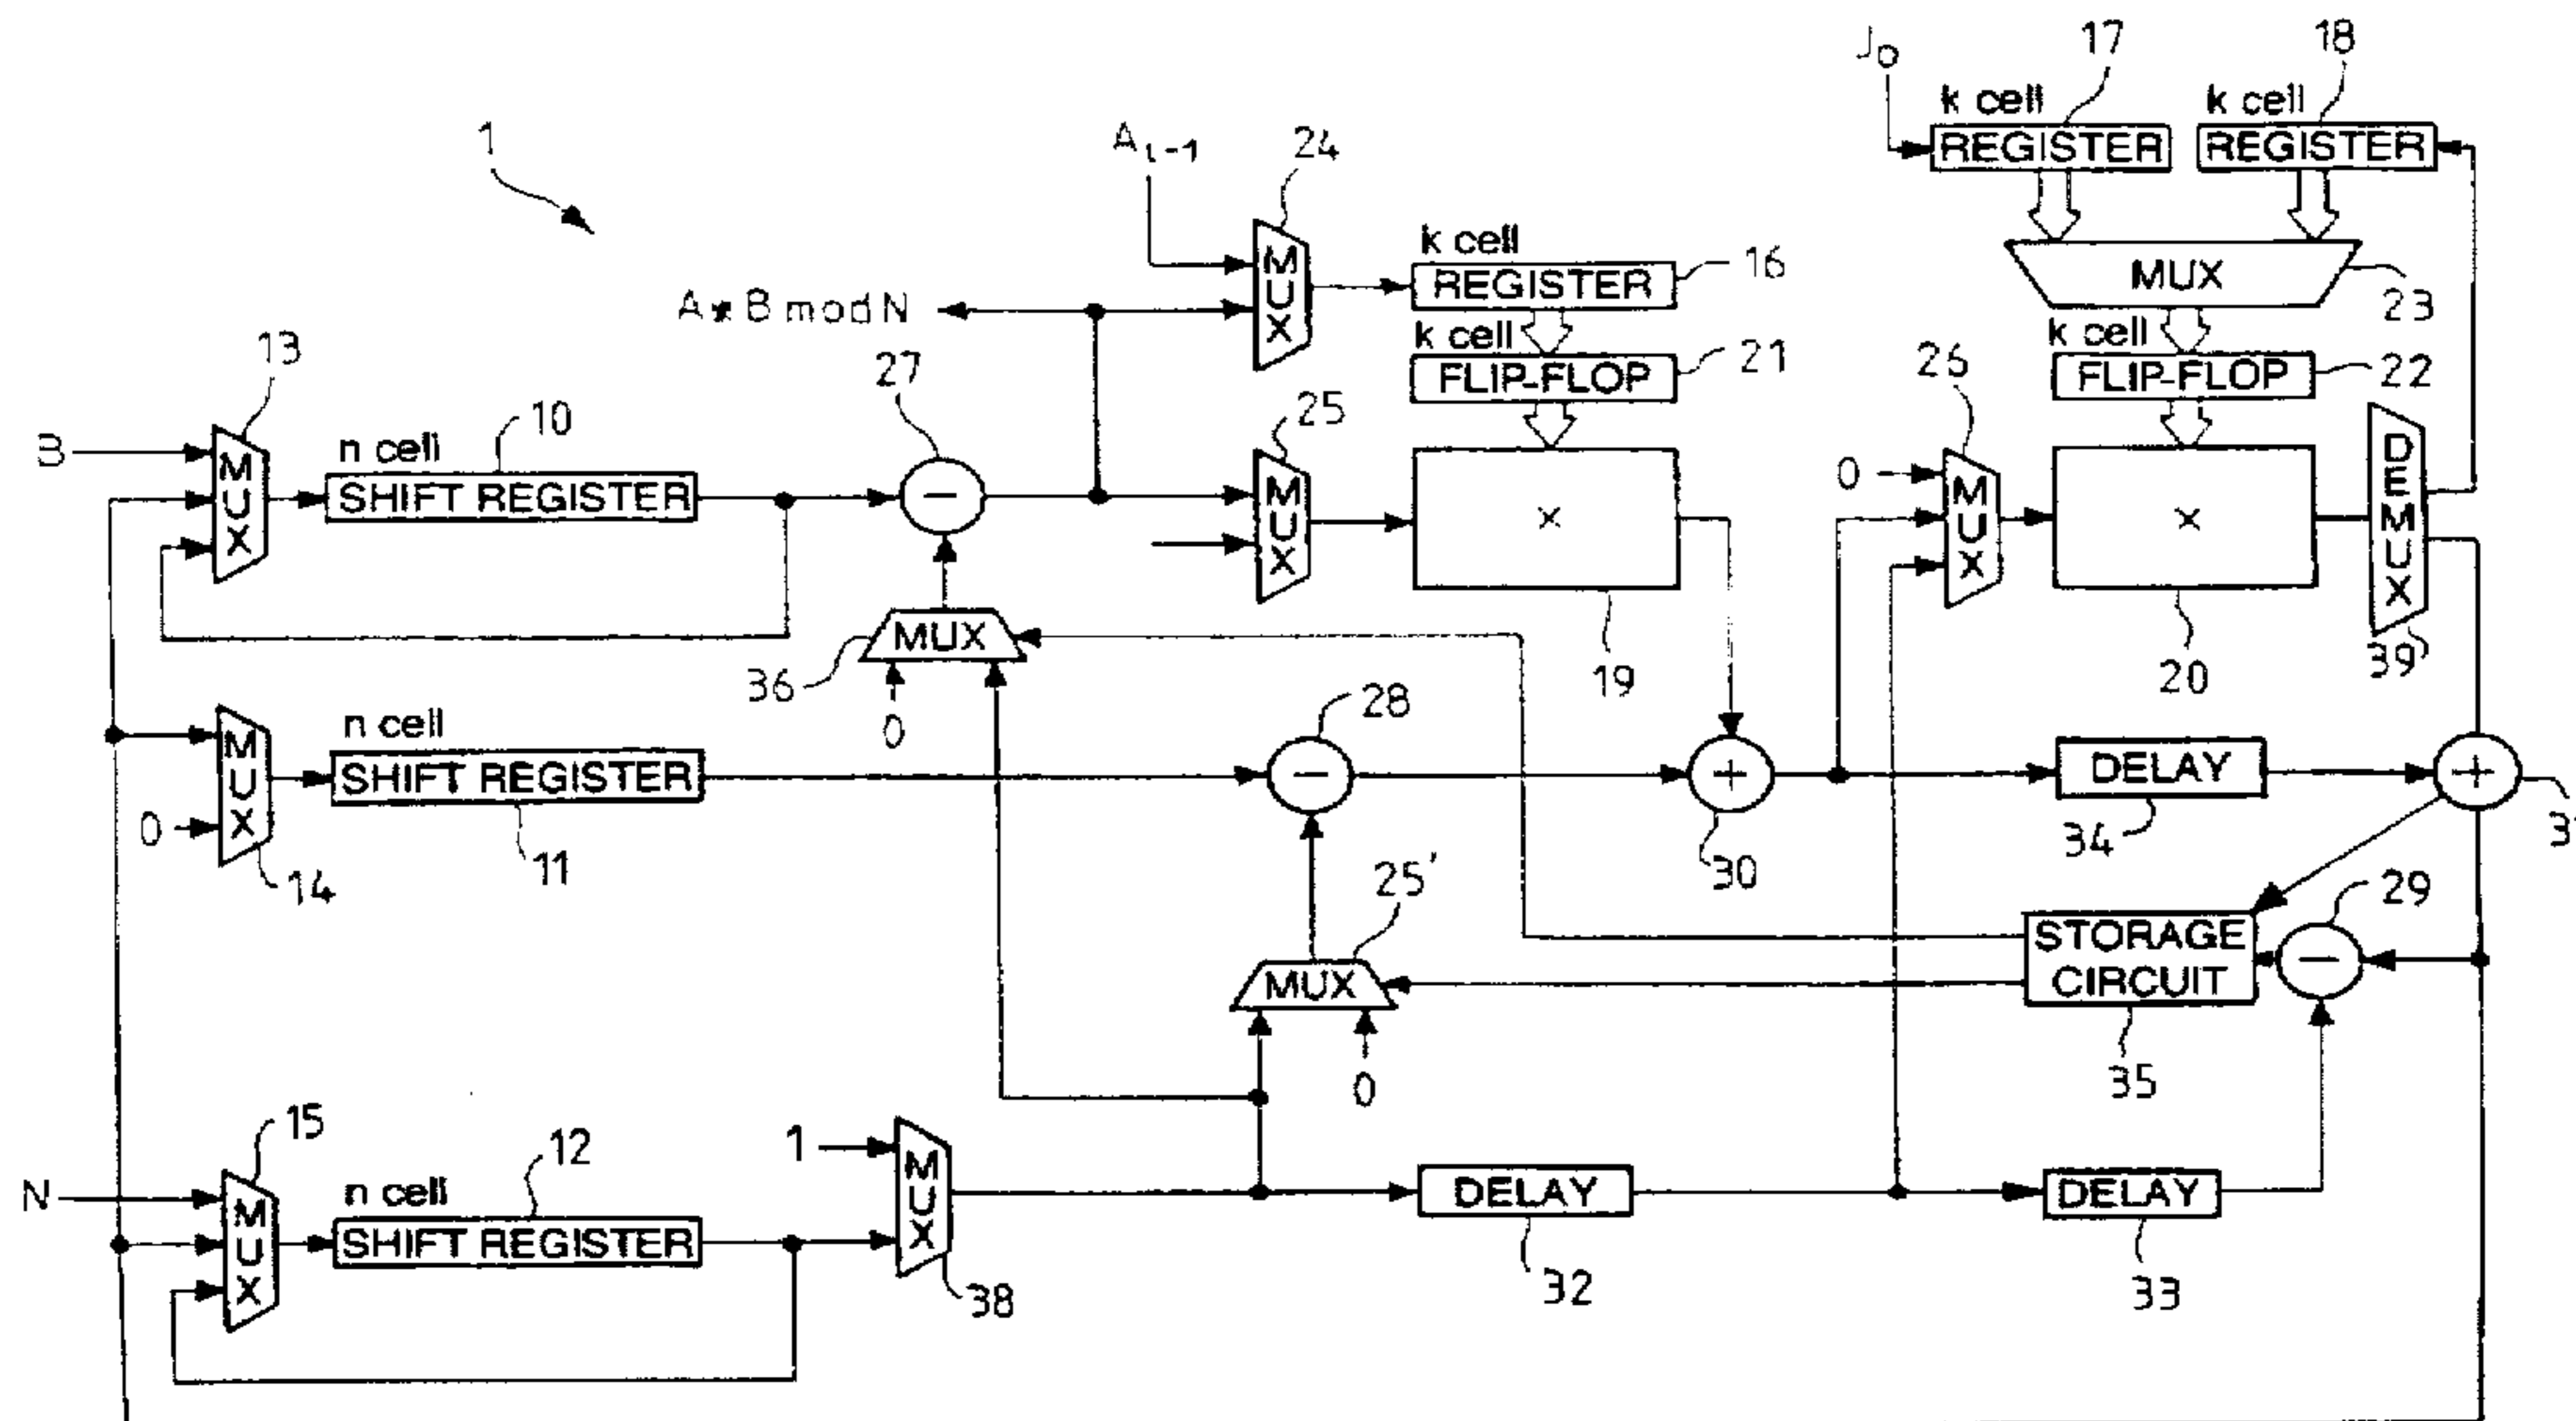 1
J0
17
18
k cell
k cell
REGISTER
REGISTER
MUX
23
A i-1
24
MUX
k cell
REGISTER
16
k cell
FLIP-FLOP
21
k cell
FLIP-FLOP
22
A * B mod N
B
13
MUX
n cell
10
SHIFT REGISTER
27
−
25
MUX
×
19
26
0
MUX
×
20
DEMUX
39
MUX
36
0
MUX
14
0
n cell
SHIFT REGISTER
11
28
−
+
30
DELAY
34
+
25'
MUX
0
STORAGE
CIRCUIT
35
29
−
N
15
MUX
n cell
12
SHIFT REGISTER
1
MUX
38
DELAY
32
DELAY
33